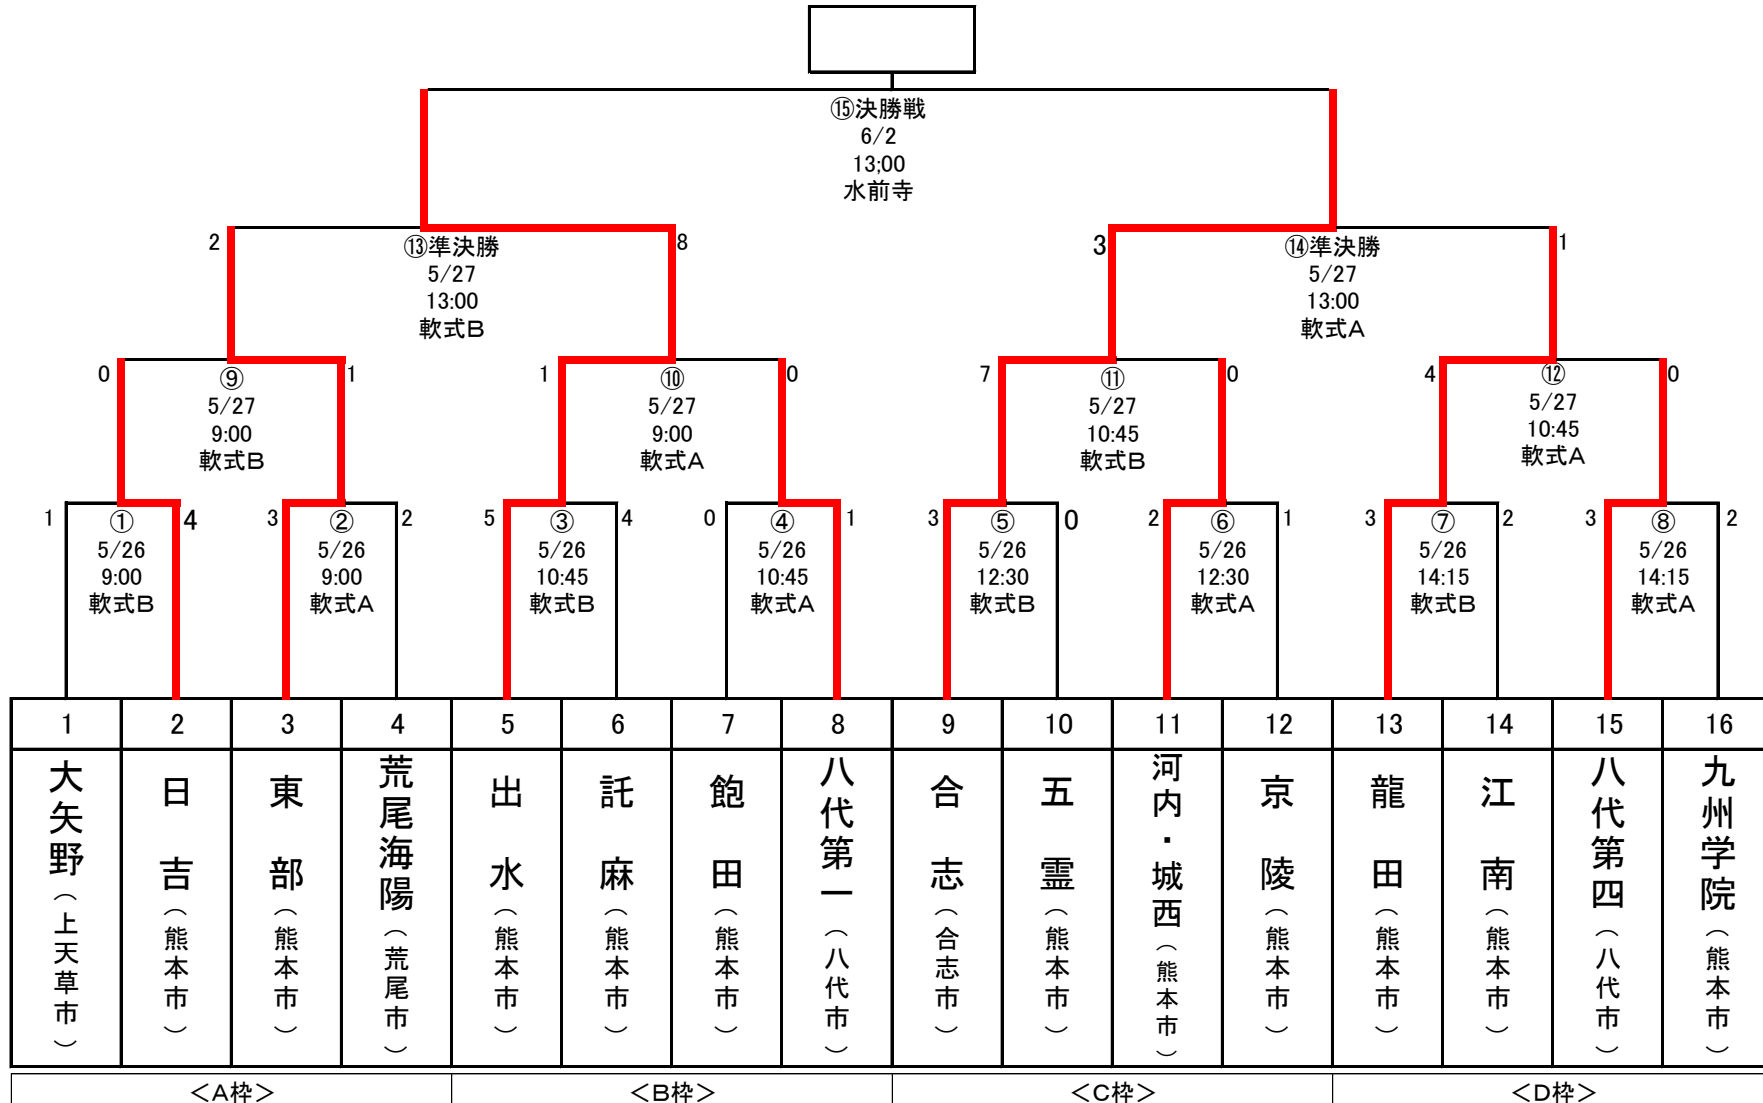 ⑮決勝戦
6/2
13;00
水前寺
2
⑬準決勝
5/27
13:00
軟式B
8
3
⑭準決勝
5/27
13:00
軟式A
1
0
⑨
5/27
9:00
軟式B
1
1
⑩
5/27
9:00
軟式A
0
7
⑪
5/27
10:45
軟式B
0
4
⑫
5/27
10:45
軟式A
0
1
①
5/26
9:00
軟式B
4
3
②
5/26
9:00
軟式A
2
5
③
5/26
10:45
軟式B
4
0
④
5/26
10:45
軟式A
1
3
⑤
5/26
12:30
軟式B
0
2
⑥
5/26
12:30
軟式A
1
3
⑦
5/26
14:15
軟式B
2
3
⑧
5/26
14:15
軟式A
2
1 2 3 4 5 6 7 8 9 10 11 12 13 14 15 16
大矢野（上天草市）
日吉（熊本市）
東部（熊本市）
荒尾海陽（荒尾市）
出水（熊本市）
託麻（熊本市）
飽田（熊本市）
八代第一（八代市）
合志（合志市）
五霊（熊本市）
河内・城西（熊本市）
京陵（熊本市）
龍田（熊本市）
江南（熊本市）
八代第四（八代市）
九州学院（熊本市）
＜A枠＞ ＜B枠＞ ＜C枠＞ ＜D枠＞